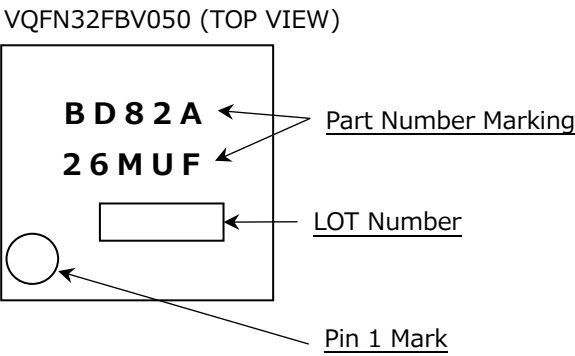 VQFN32FBV050 (TOP VIEW)
BD82A
26MUF
Part Number Marking
LOT Number
Pin 1 Mark